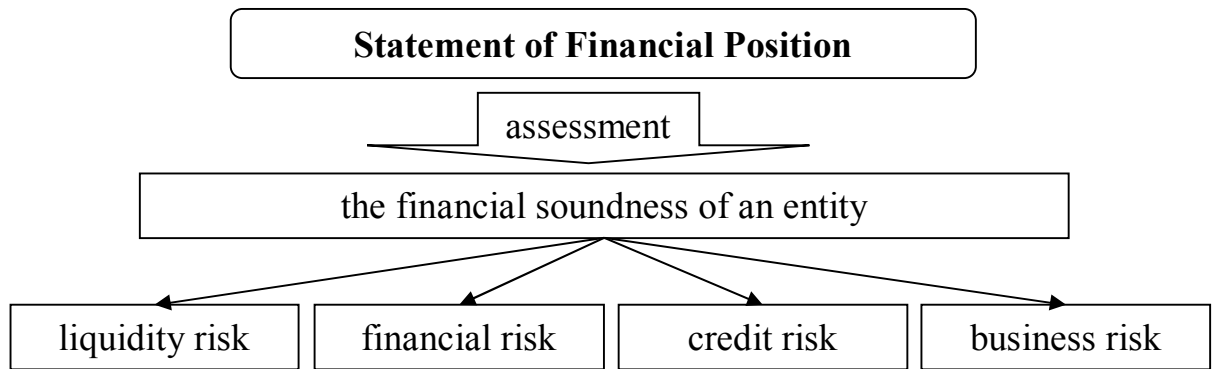 Statement of Financial Position
assessment
the financial soundness of an entity
liquidity risk
financial risk
credit risk
business risk